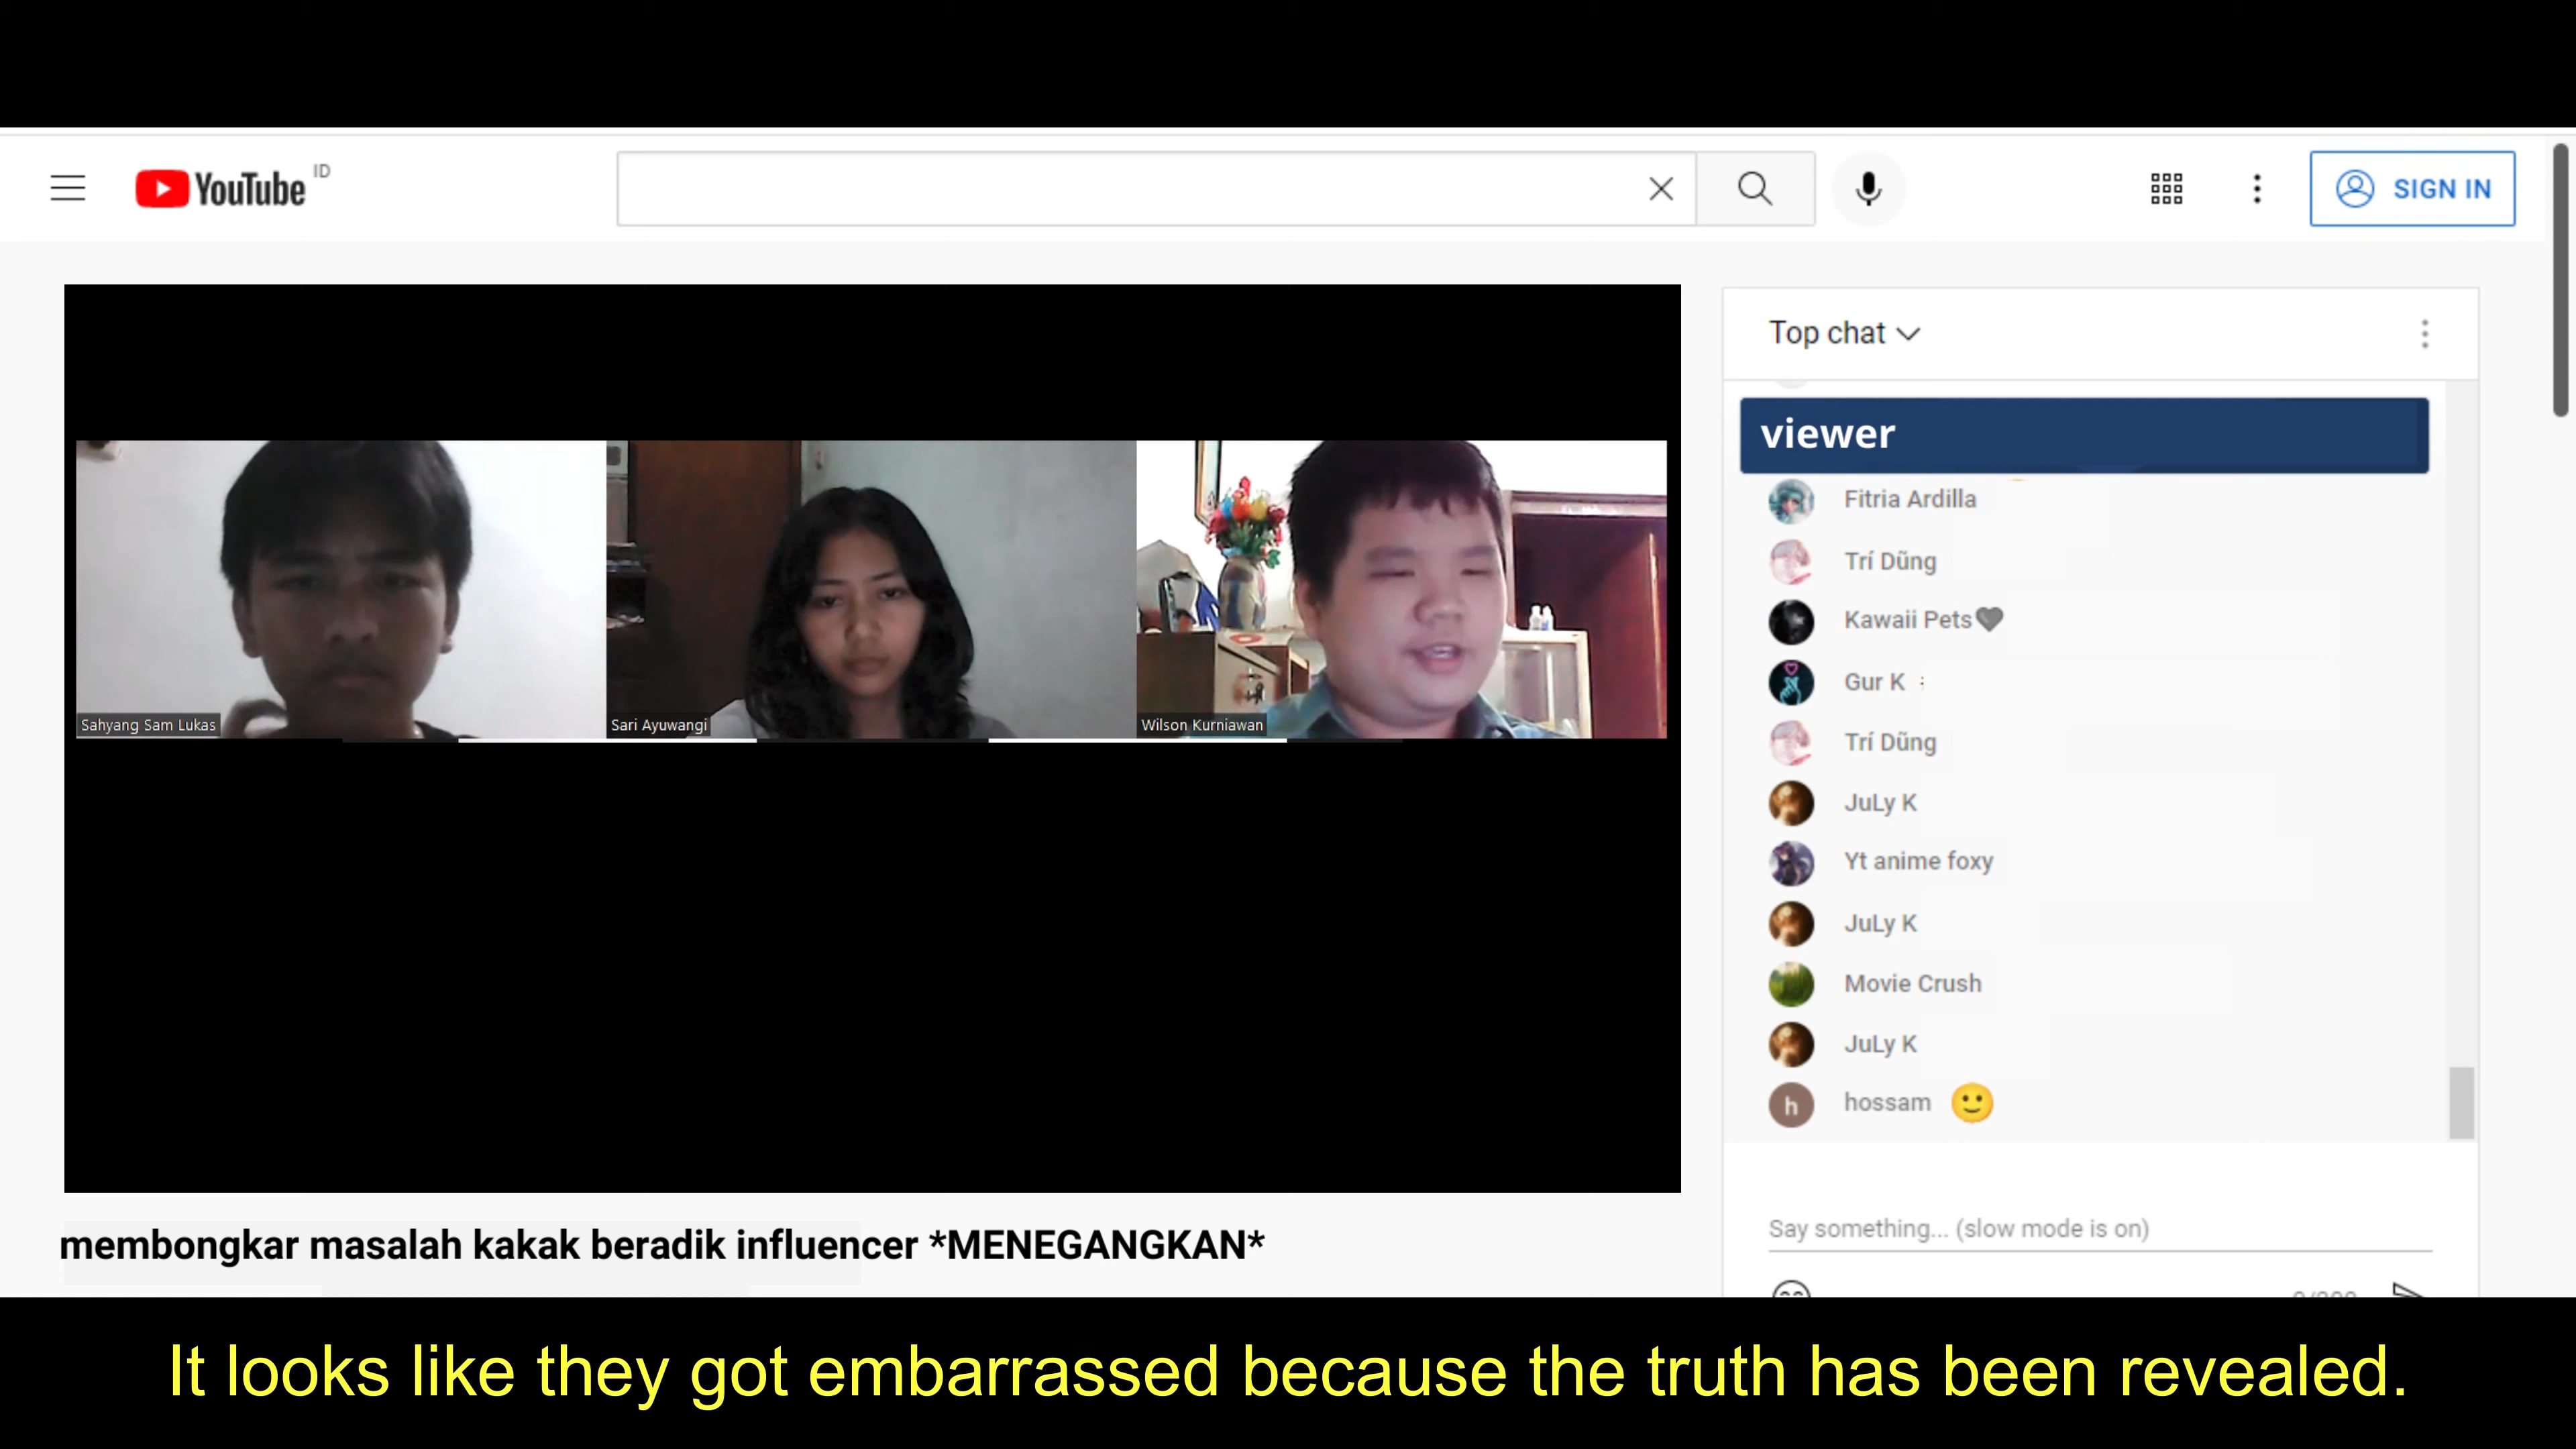 YouTube ID
SIGN IN
Top chat
viewer
Fitria Ardilla
Trí Dũng
Kawaii Pets🖤
Gur K
Trí Dũng
JuLy K
Yt anime foxy
JuLy K
Movie Crush
JuLy K
h hossam 🙂
Say something... (slow mode is on)
Sahyang Sam Lukas
Sari Ayuwangi
Wilson Kurniawan
membongkar masalah kakak beradik influencer *MENEGANGKAN*
It looks like they got embarrassed because the truth has been revealed.